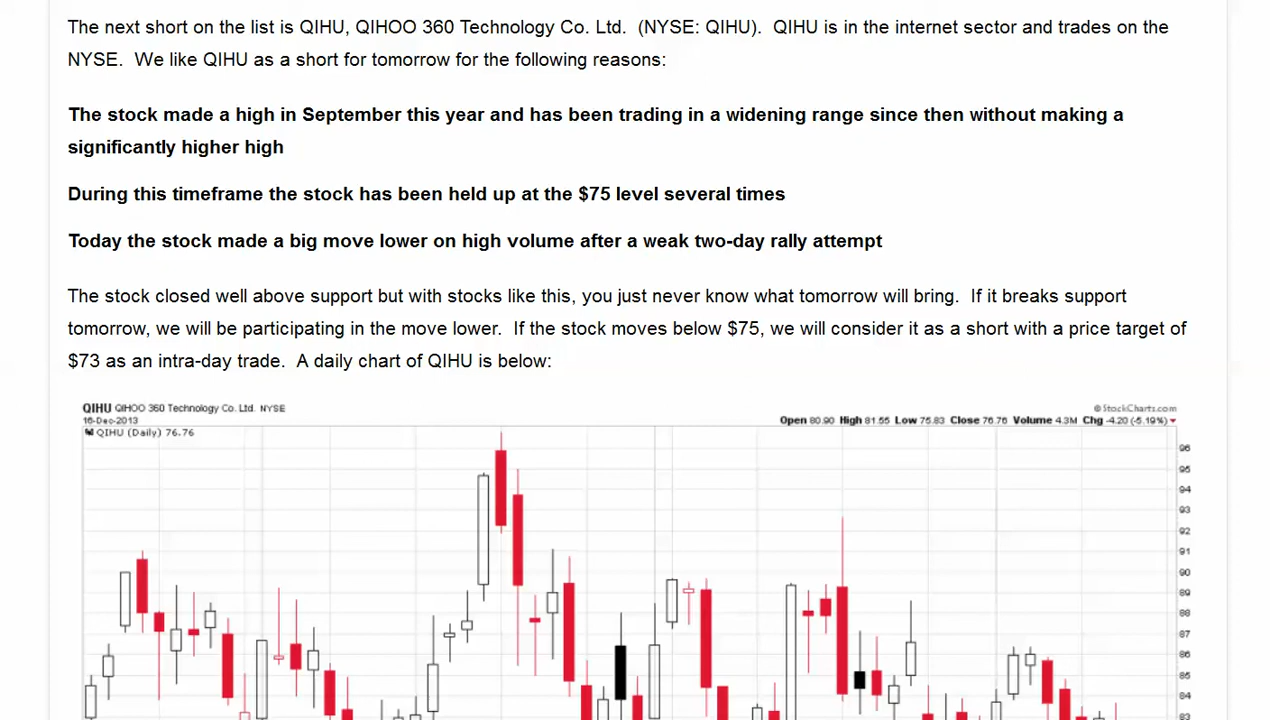 The next short on the list is QIHU, QIHOO 360 Technology Co. Ltd.  (NYSE: QIHU).  QIHU is in the internet sector and trades on the
NYSE.  We like QIHU as a short for tomorrow for the following reasons:
The stock made a high in September this year and has been trading in a widening range since then without making a
significantly higher high
During this timeframe the stock has been held up at the $75 level several times
Today the stock made a big move lower on high volume after a weak two-day rally attempt
The stock closed well above support but with stocks like this, you just never know what tomorrow will bring.  If it breaks support
tomorrow, we will be participating in the move lower.  If the stock moves below $75, we will consider it as a short with a price target of
$73 as an intra-day trade.  A daily chart of QIHU is below:
QIHU QIHOO 360 Technology Co. Ltd. NYSE
©StockCharts.com
16-Dec-2013
Open 80.90 High 81.55 Low 75.83 Close 76.76 Volume 4.3M Chg -4.20 (-5.19%)
QIHU (Daily) 76.76
96
95
94
93
92
91
90
89
88
87
86
85
84
83